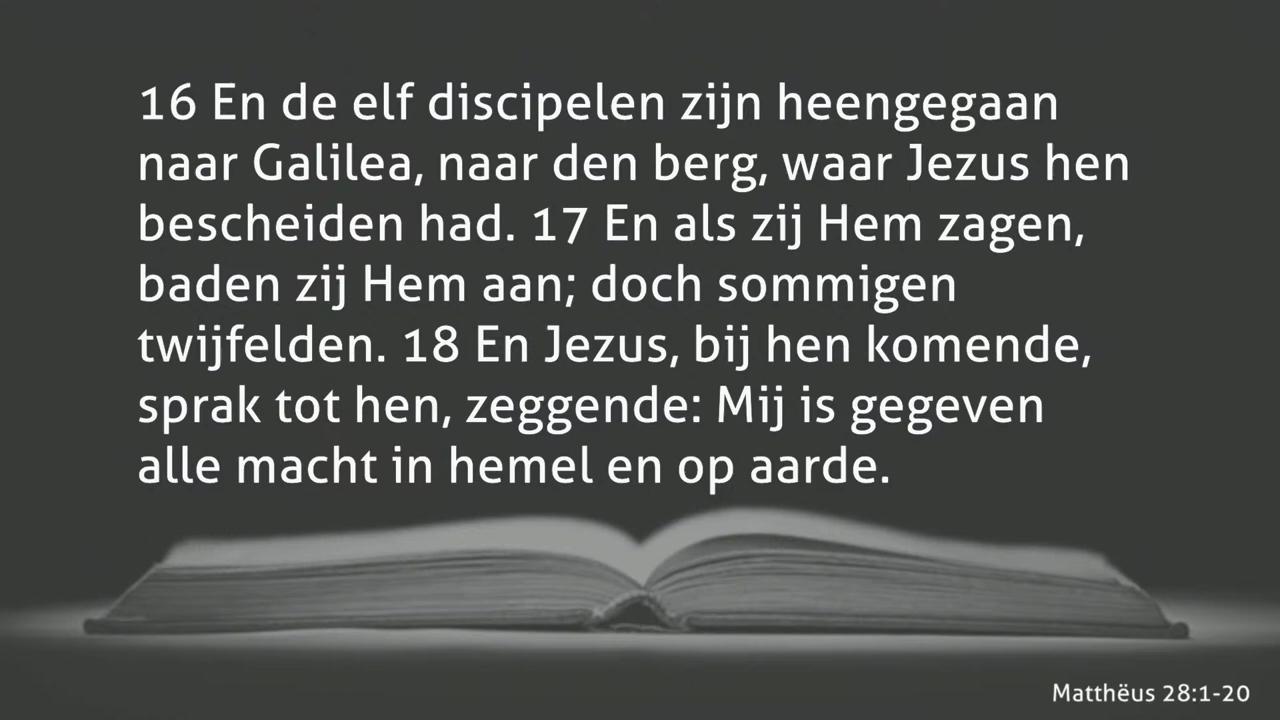 16 En de elf discipelen zijn heengegaan
naar Galilea, naar den berg, waar Jezus hen
bescheiden had. 17 En als zij Hem zagen,
baden zij Hem aan; doch sommigen
twijfelden. 18 En Jezus, bij hen komende,
sprak tot hen, zeggende: Mij is gegeven
alle macht in hemel en op aarde.
Matthëus 28:1-20